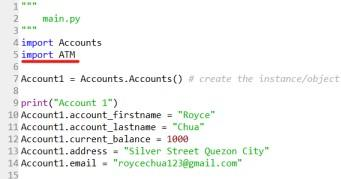 1 """
2     main.py
3 """
4 import Accounts
5 import ATM
6
7 Account1 = Accounts.Accounts() # create the instance/object
8
9 print("Account 1")
10 Account1.account_firstname = "Royce"
11 Account1.account_lastname = "Chua"
12 Account1.current_balance = 1000
13 Account1.address = "Silver Street Quezon City"
14 Account1.email = "roycechua123@gmail.com"
15